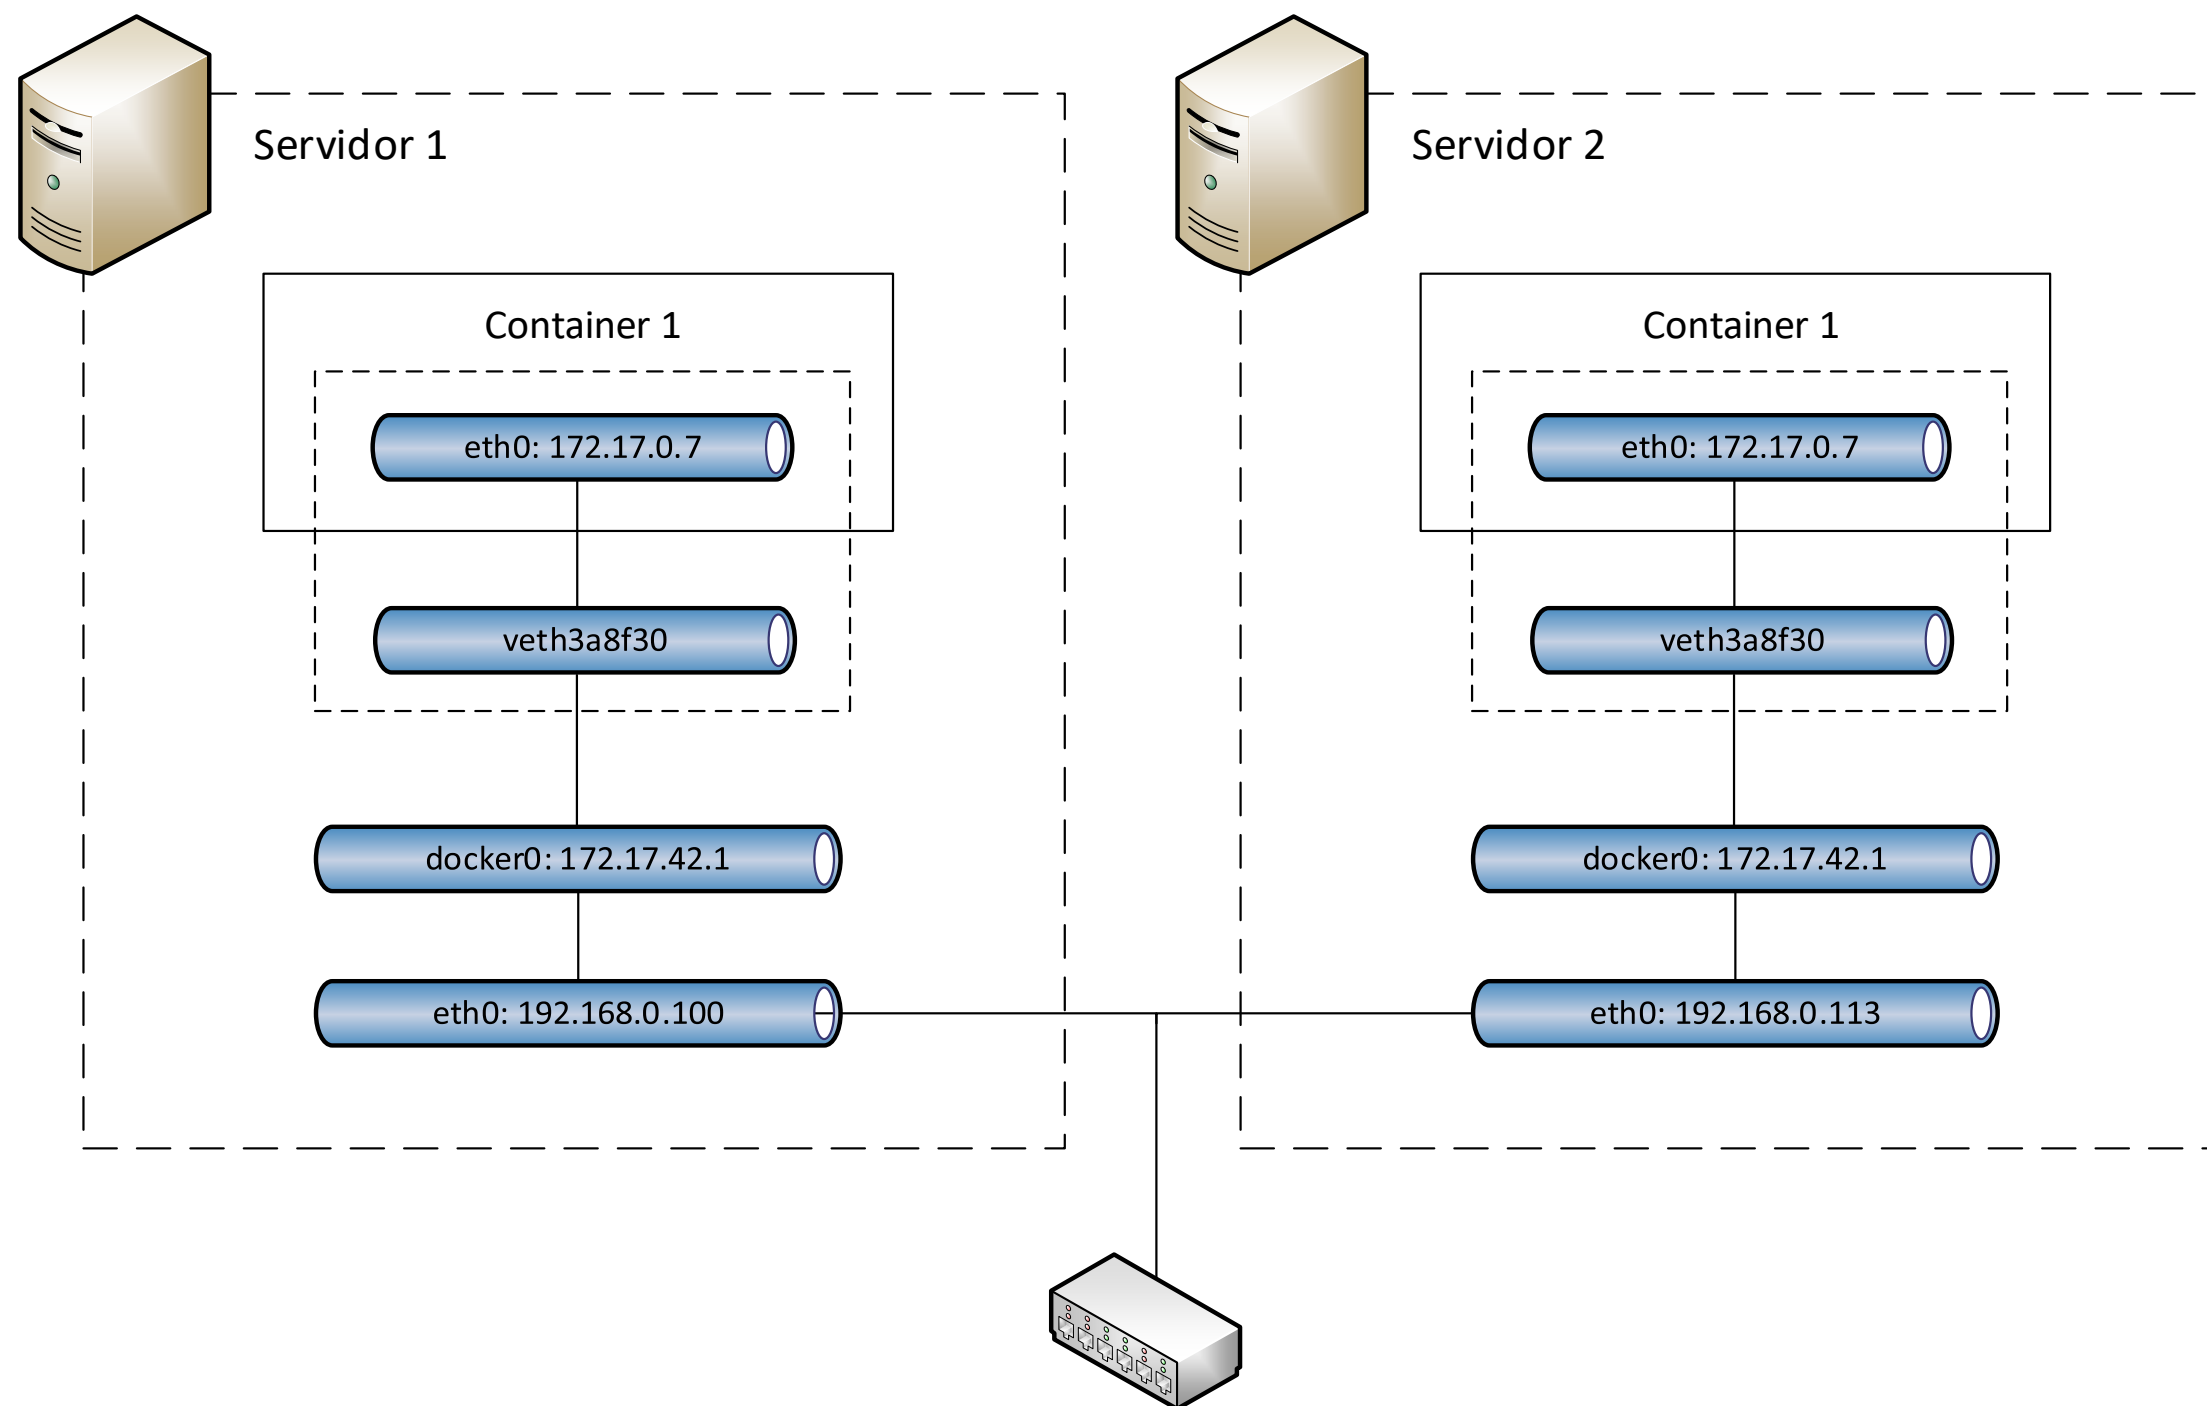 Servidor 1
Container 1
eth0: 172.17.0.7
veth3a8f30
docker0: 172.17.42.1
eth0: 192.168.0.100
Servidor 2
Container 1
eth0: 172.17.0.7
veth3a8f30
docker0: 172.17.42.1
eth0: 192.168.0.113